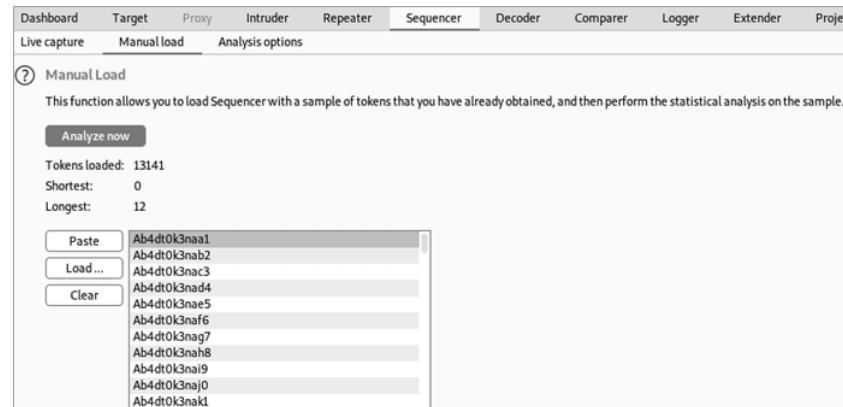 Dashboard Target Proxy Intruder Repeater Sequencer Decoder Comparer Logger Extender Proje
Live capture Manual load Analysis options
? Manual Load
This function allows you to load Sequencer with a sample of tokens that you have already obtained, and then perform the statistical analysis on the sample.
Analyze now
Tokens loaded: 13141
Shortest: 0
Longest: 12
Paste
Load ...
Clear
Ab4dt0k3naa1
Ab4dt0k3nab2
Ab4dt0k3nac3
Ab4dt0k3nad4
Ab4dt0k3nae5
Ab4dt0k3naf6
Ab4dt0k3nag7
Ab4dt0k3nah8
Ab4dt0k3nai9
Ab4dt0k3naj0
Ab4dt0k3nak1